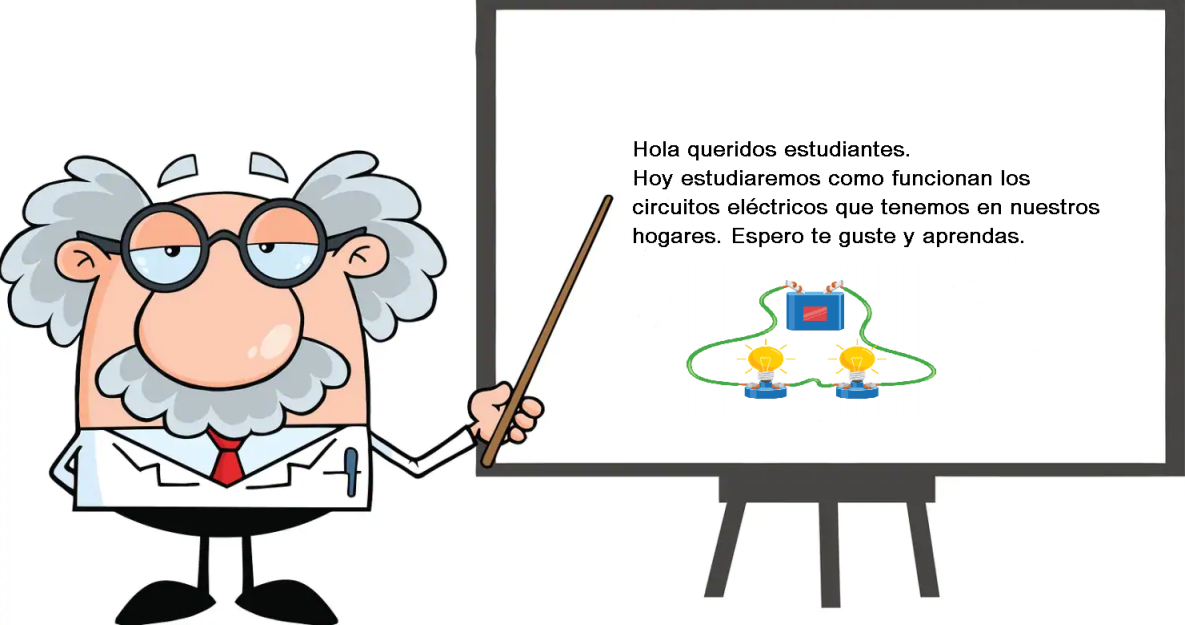 Hola queridos estudiantes.
Hoy estudiaremos como funcionan los
circuitos eléctricos que tenemos en nuestros
hogares. Espero te guste y aprendas.